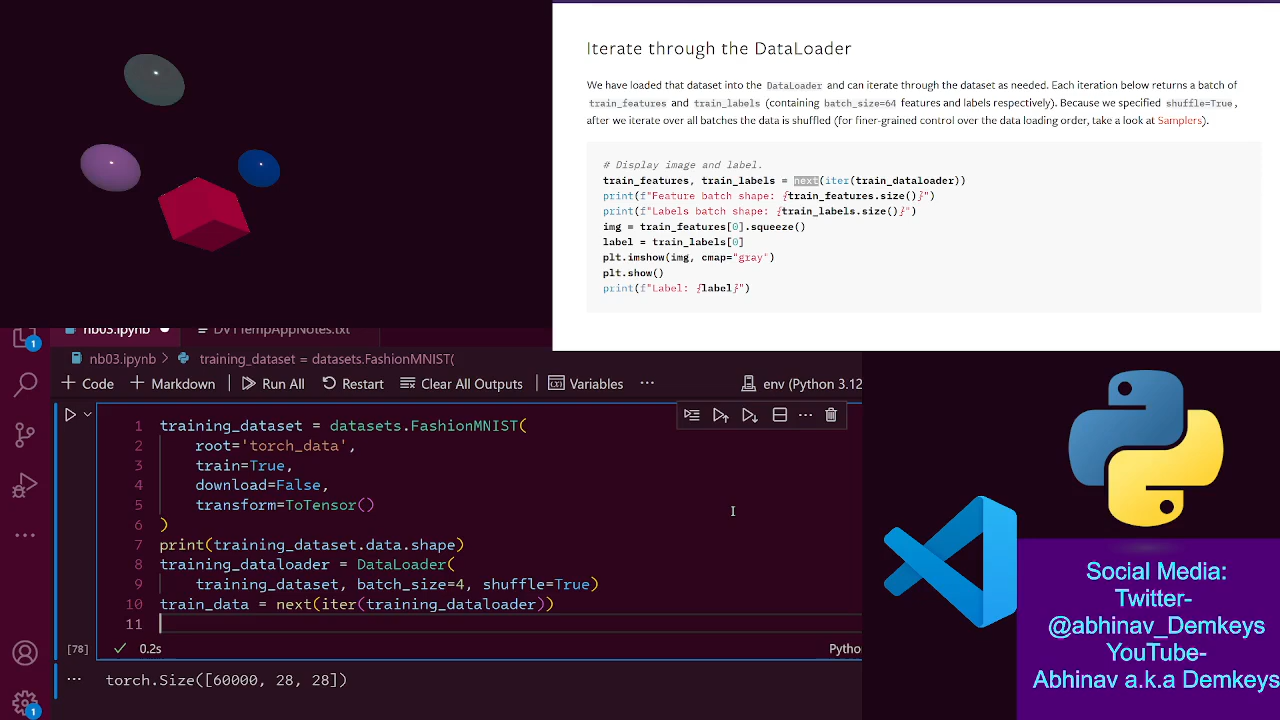 Iterate through the DataLoader
We have loaded that dataset into the DataLoader and can iterate through the dataset as needed. Each iteration below returns a batch of
train_features and train_labels (containing batch_size=64 features and labels respectively). Because we specified shuffle=True,
after we iterate over all batches the data is shuffled (for finer-grained control over the data loading order, take a look at Samplers).
# Display image and label.
train_features, train_labels = next(iter(train_dataloader))
print(f"Feature batch shape: {train_features.size()}")
print(f"Labels batch shape: {train_labels.size()}")
img = train_features[0].squeeze()
label = train_labels[0]
plt.imshow(img, cmap="gray")
plt.show()
print(f"Label: {label}")
nb03.ipynb
DVTTempAppNotes.txt
1
nb03.ipynb > training_dataset = datasets.FashionMNIST(
+ Code + Markdown Run All Restart Clear All Outputs Variables ··· env (Python 3.12
1 training_dataset = datasets.FashionMNIST(
2 root='torch_data',
3 train=True,
4 download=False,
5 transform=ToTensor()
6 )
7 print(training_dataset.data.shape)
8 training_dataloader = DataLoader(
9 training_dataset, batch_size=4, shuffle=True)
10 train_data = next(iter(training_dataloader))
11
[78] 0.2s Pytho
torch.Size([60000, 28, 28])
1
Social Media:
Twitter-
@abhinav_Demkeys
YouTube-
Abhinav a.k.a Demkeys